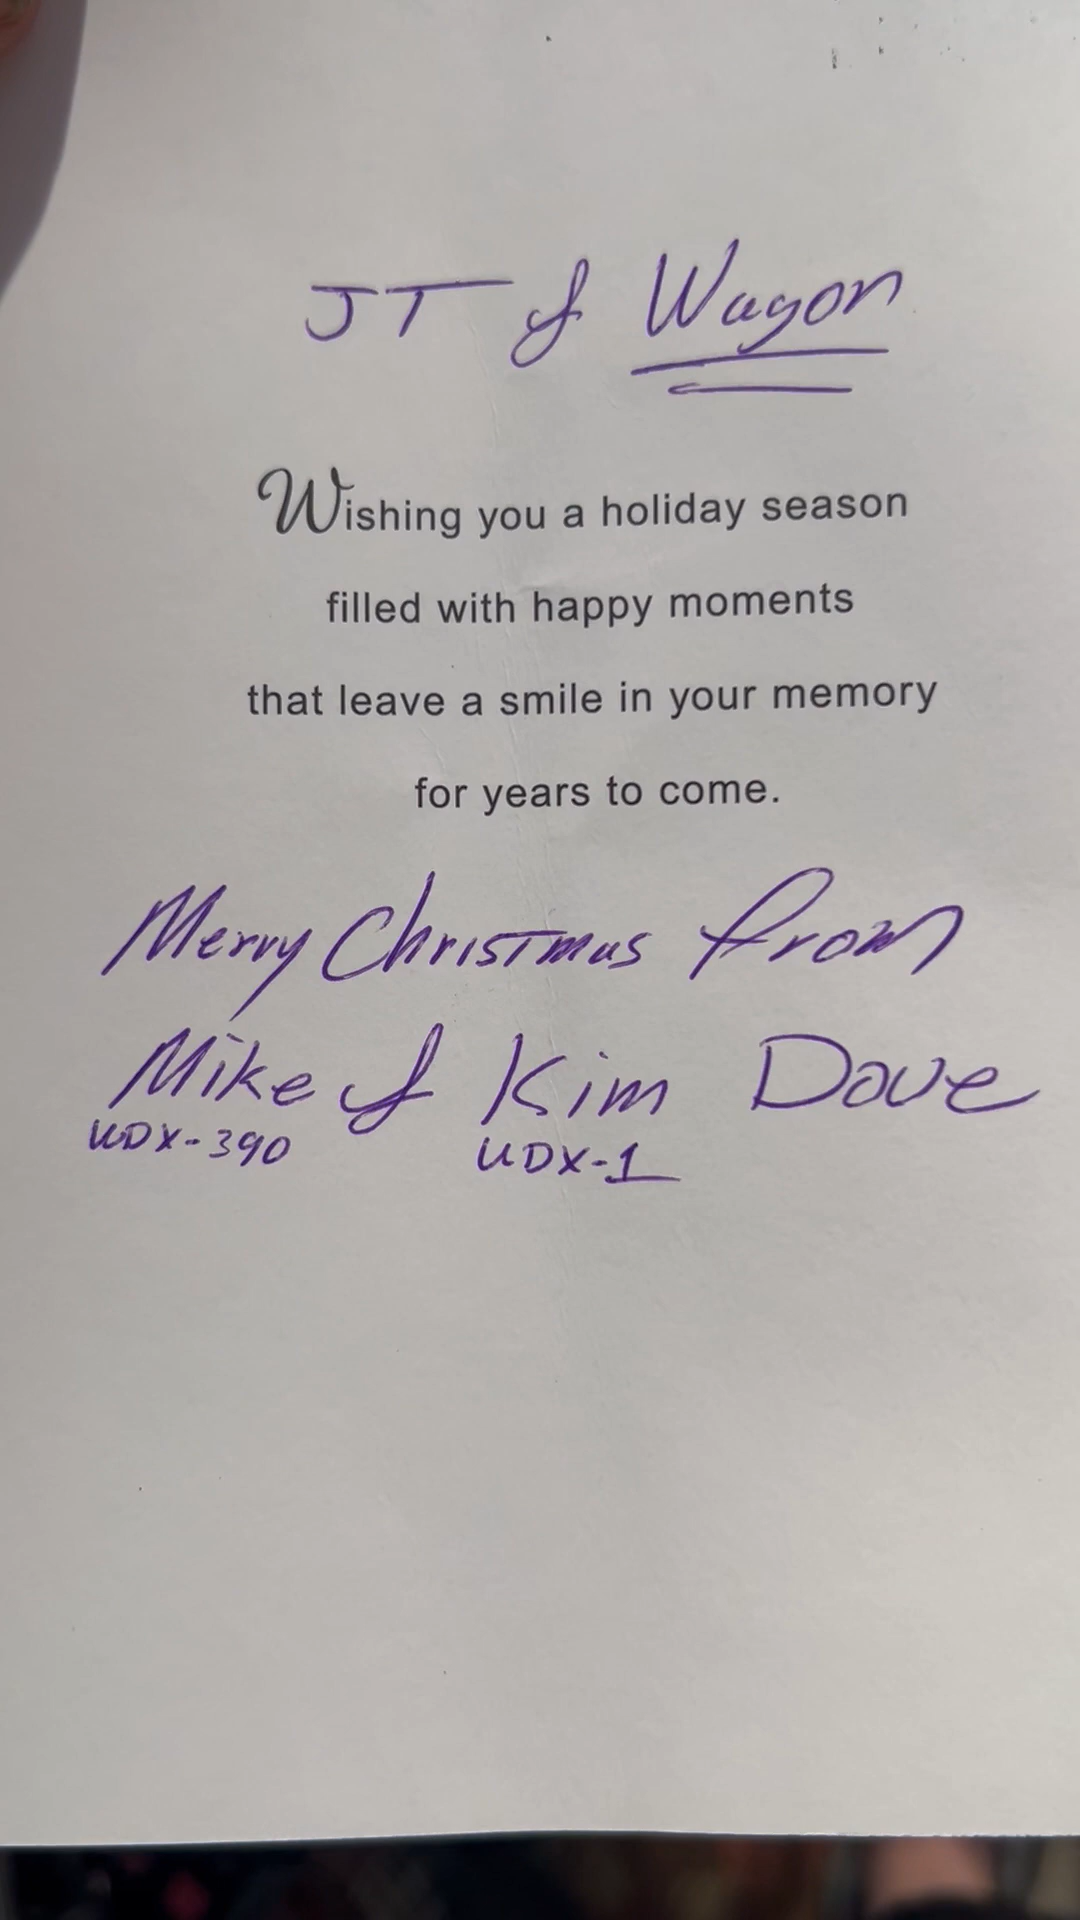 JT & Wagon
Wishing you a holiday season
filled with happy moments
that leave a smile in your memory
for years to come.
Merry Christmas from
Mike & Kim Dove
UDX-390 UDX-1